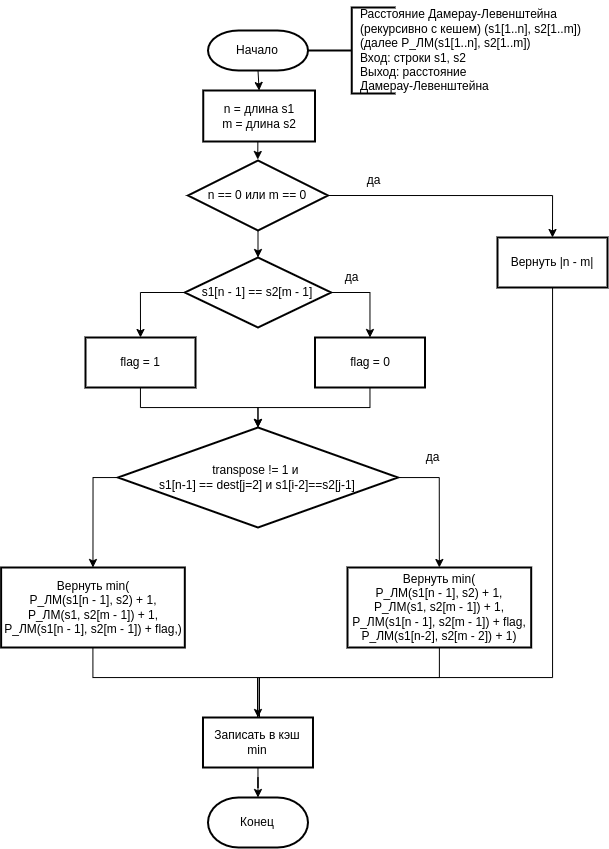 Начало
Расстояние Дамерау-Левенштейна
(рекурсивно с кешем) (s1[1..n], s2[1..m])
(далее Р_ЛМ(s1[1..n], s2[1..m])
Вход: строки s1, s2
Выход: расстояние
Дамерау-Левенштейна
n = длина s1
m = длина s2
да
n == 0 или m == 0
Вернуть |n - m|
да
s1[n - 1] == s2[m - 1]
flag = 1
flag = 0
да
transpose != 1 и
s1[n-1] == dest[j=2] и s1[i-2]==s2[j-1]
Вернуть min(
Р_ЛМ(s1[n - 1], s2) + 1,
Р_ЛМ(s1, s2[m - 1]) + 1,
Р_ЛМ(s1[n - 1], s2[m - 1]) + flag,)
Вернуть min(
Р_ЛМ(s1[n - 1], s2) + 1,
Р_ЛМ(s1, s2[m - 1]) + 1,
Р_ЛМ(s1[n - 1], s2[m - 1]) + flag,
Р_ЛМ(s1[n-2], s2[m - 2]) + 1)
Записать в кэш
min
Конец